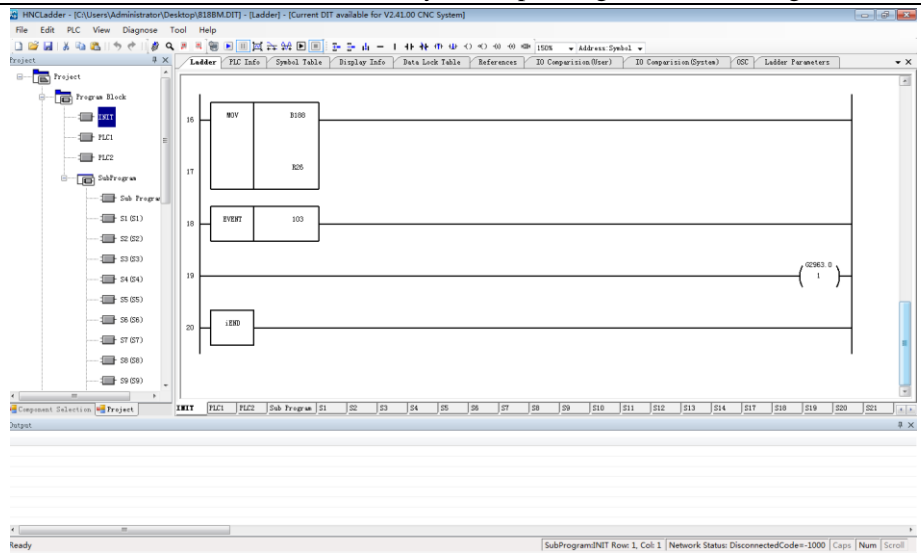 HNCLadder - [C:\Users\Administrator\Desktop\818BM.DIT] - [Ladder] - [Current DIT available for V2.41.00 CNC System]
File Edit PLC View Diagnose Tool Help
150% Address:Symbol
Project
Ladder PLC Info Symbol Table Display Info Data Lock Table References IO Comparision(User) IO Comparision(System) OSC Ladder Parameters
Project
Program Block
INIT
PLC1
PLC2
SubProgram
Sub Progra
S1 (S1)
S2 (S2)
S3 (S3)
S4 (S4)
S5 (S5)
S6 (S6)
S7 (S7)
S8 (S8)
S9 (S9)
16 MOV B188
17 R26
18 EVENT 103
G2963.0
19 1
20 iEND
Component Selection Project
INIT PLC1 PLC2 Sub Program S1 S2 S3 S4 S5 S6 S7 S8 S9 S10 S11 S12 S13 S14 S17 S18 S19 S20 S21
Output
Ready SubProgram:INIT Row: 1, Col: 1 Network Status: DisconnectedCode=-1000 Caps Num Scroll